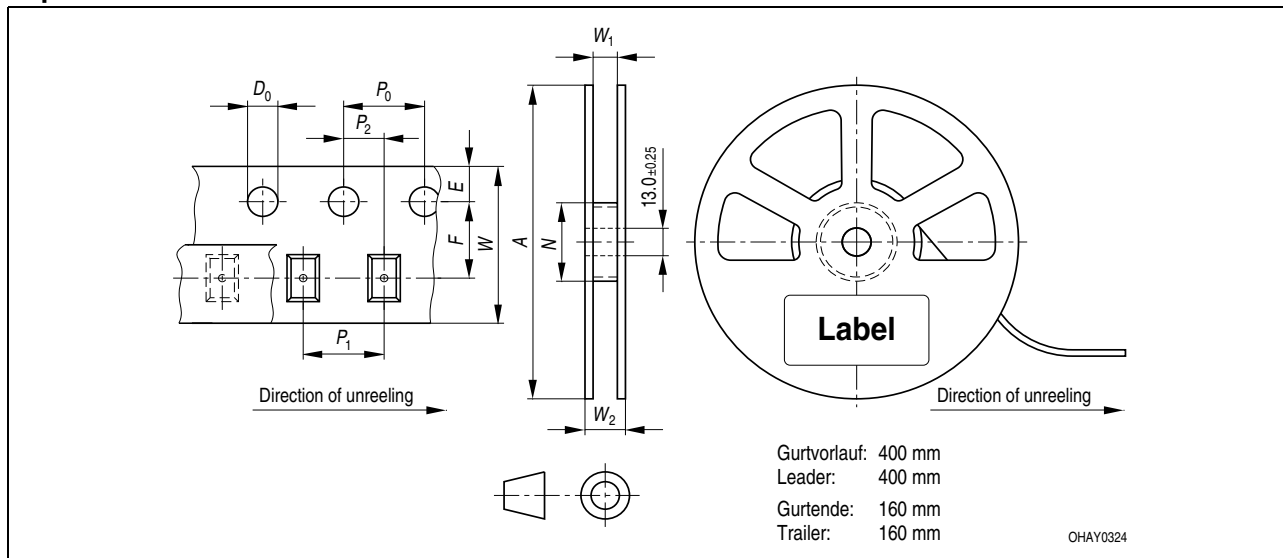 W1
D0
P0
P2
E
F
W
A
N
13.0±0.25
Label
P1
Direction of unreeling
W2
Direction of unreeling
Gurtvorlauf: 400 mm
Leader: 400 mm
Gurtende: 160 mm
Trailer: 160 mm
OHAY0324